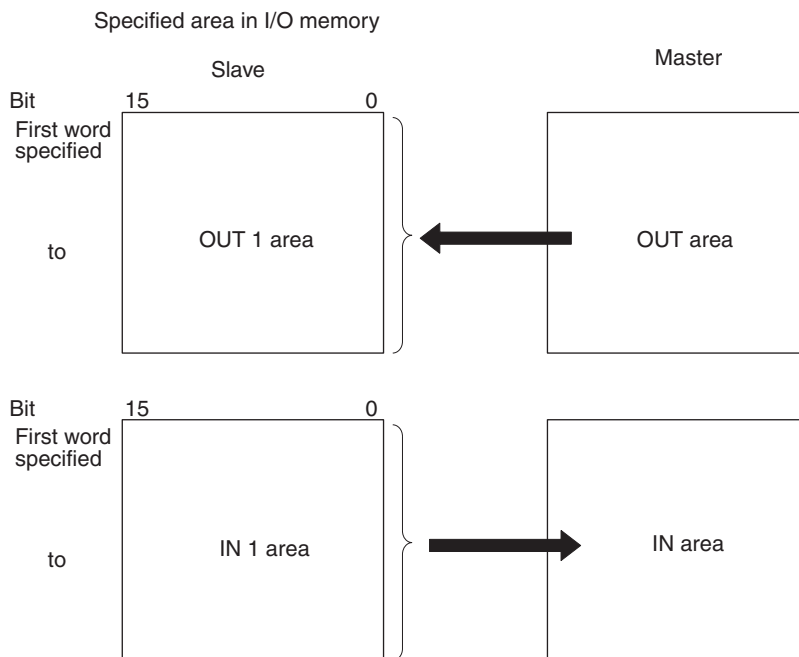 Specified area in I/O memory
Slave
Master
Bit 15 0
First word
specified
to
OUT 1 area
OUT area
Bit 15 0
First word
specified
to
IN 1 area
IN area